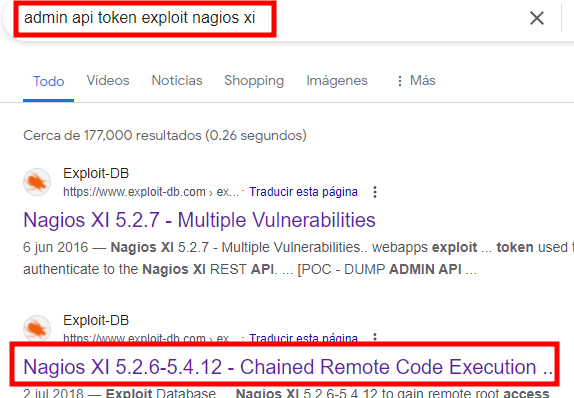 admin api token exploit nagios xi
Todo Vídeos Noticias Shopping Imágenes Más
Cerca de 177,000 resultados (0.26 segundos)
Exploit-DB
https://www.exploit-db.com › ex... · Traducir esta página
Nagios XI 5.2.7 - Multiple Vulnerabilities
6 jun 2016 — Nagios XI 5.2.7 - Multiple Vulnerabilities.. webapps exploit ... token used t
authenticate to the Nagios XI REST API. ... [POC - DUMP ADMIN API ...
Exploit-DB
https://www.exploit-db.com › ex... · Traducir esta página
Nagios XI 5.2.6-5.4.12 - Chained Remote Code Execution ...
2 jul 2018 — Exploit Database ... Nagios XI 5.2.6-5.4.12 to gain remote root access